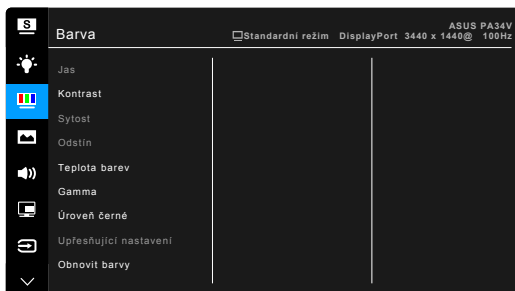 S
Barva
Standardní režim DisplayPort 3440 x 1440@ 100Hz
ASUS PA34V
Jas
Kontrast
Sytost
Odstín
Teplota barev
Gamma
Úroveň černé
Upřesňující nastavení
Obnovit barvy